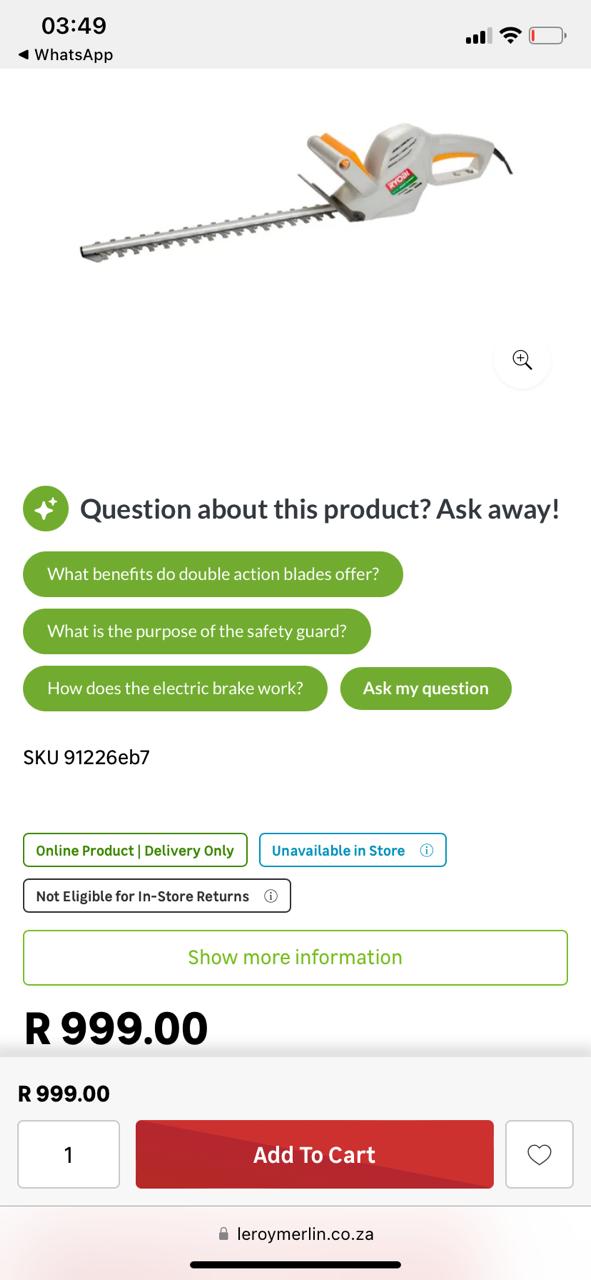 03:49
◀ WhatsApp
RYOBI
Question about this product? Ask away!
What benefits do double action blades offer?
What is the purpose of the safety guard?
How does the electric brake work?
Ask my question
SKU 91226eb7
Online Product | Delivery Only
Unavailable in Store
Not Eligible for In-Store Returns
Show more information
R 999.00
R 999.00
1
Add To Cart
leroymerlin.co.za